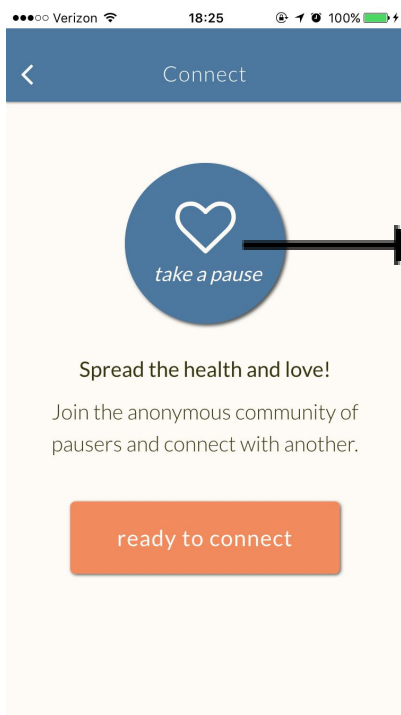 Verizon 18:25 100%
Connect
take a pause
Spread the health and love!
Join the anonymous community of
pausers and connect with another.
ready to connect